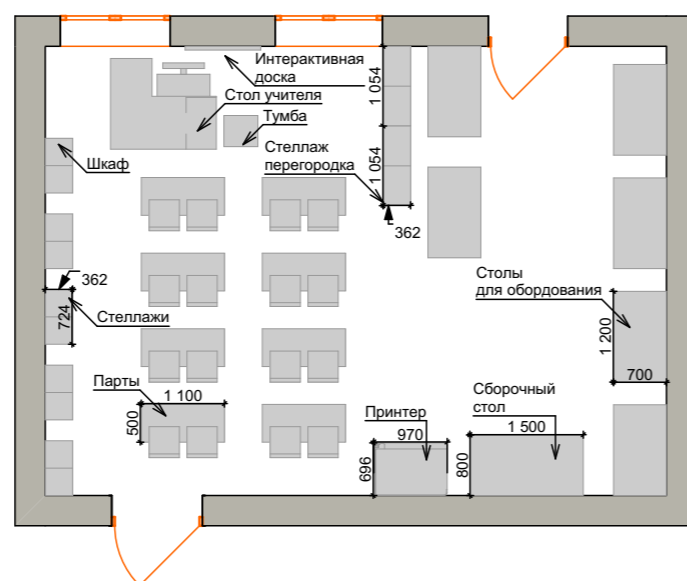 Интерактивная
доска
Стол учителя
Тумба
1 054
1 054
Стеллаж
перегородка
Шкаф
362
362
724
Стеллажи
Столы
для обордования
1 200
700
Парты
1 100
500
Принтер
970
696
Сборочный
стол
1 500
800